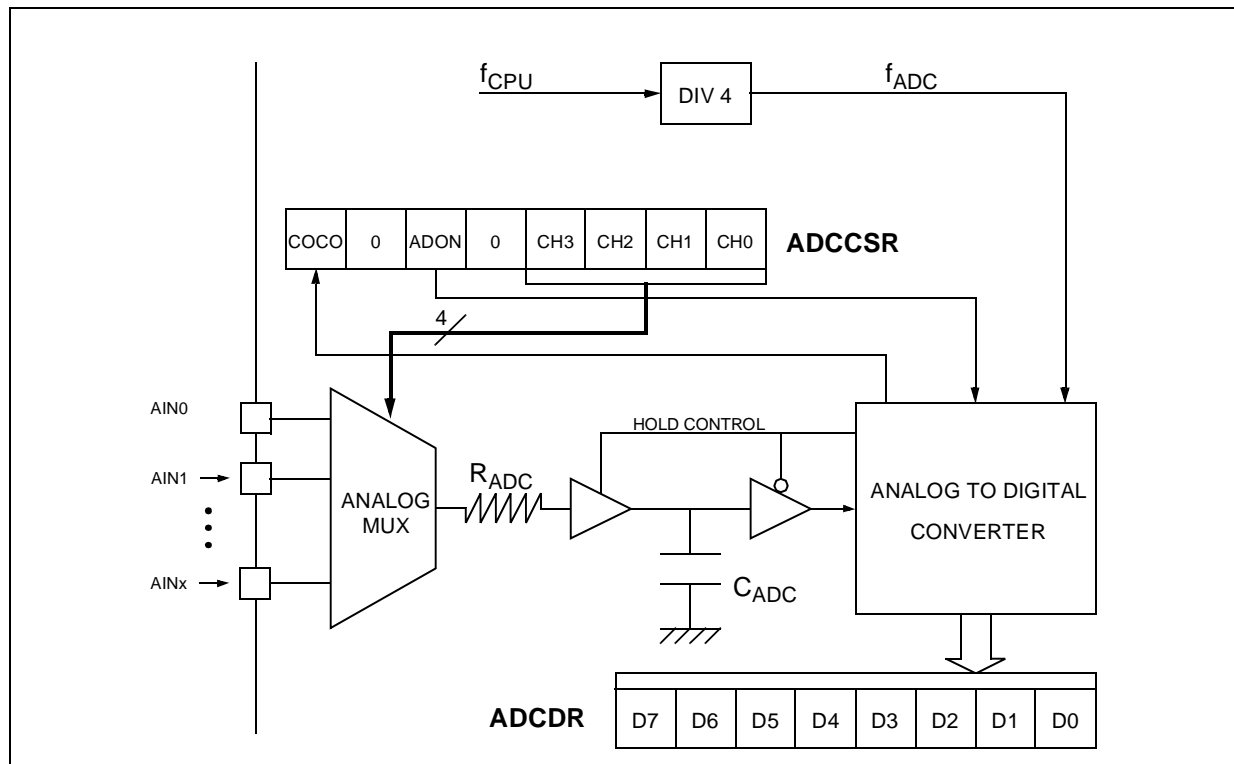 fCPU
DIV 4
fADC
COCO 0 ADON 0 CH3 CH2 CH1 CH0 ADCCSR
4
AIN0
HOLD CONTROL
AIN1
RADC
ANALOG
MUX
ANALOG TO DIGITAL
CONVERTER
AINx
CADC
ADCDR D7 D6 D5 D4 D3 D2 D1 D0